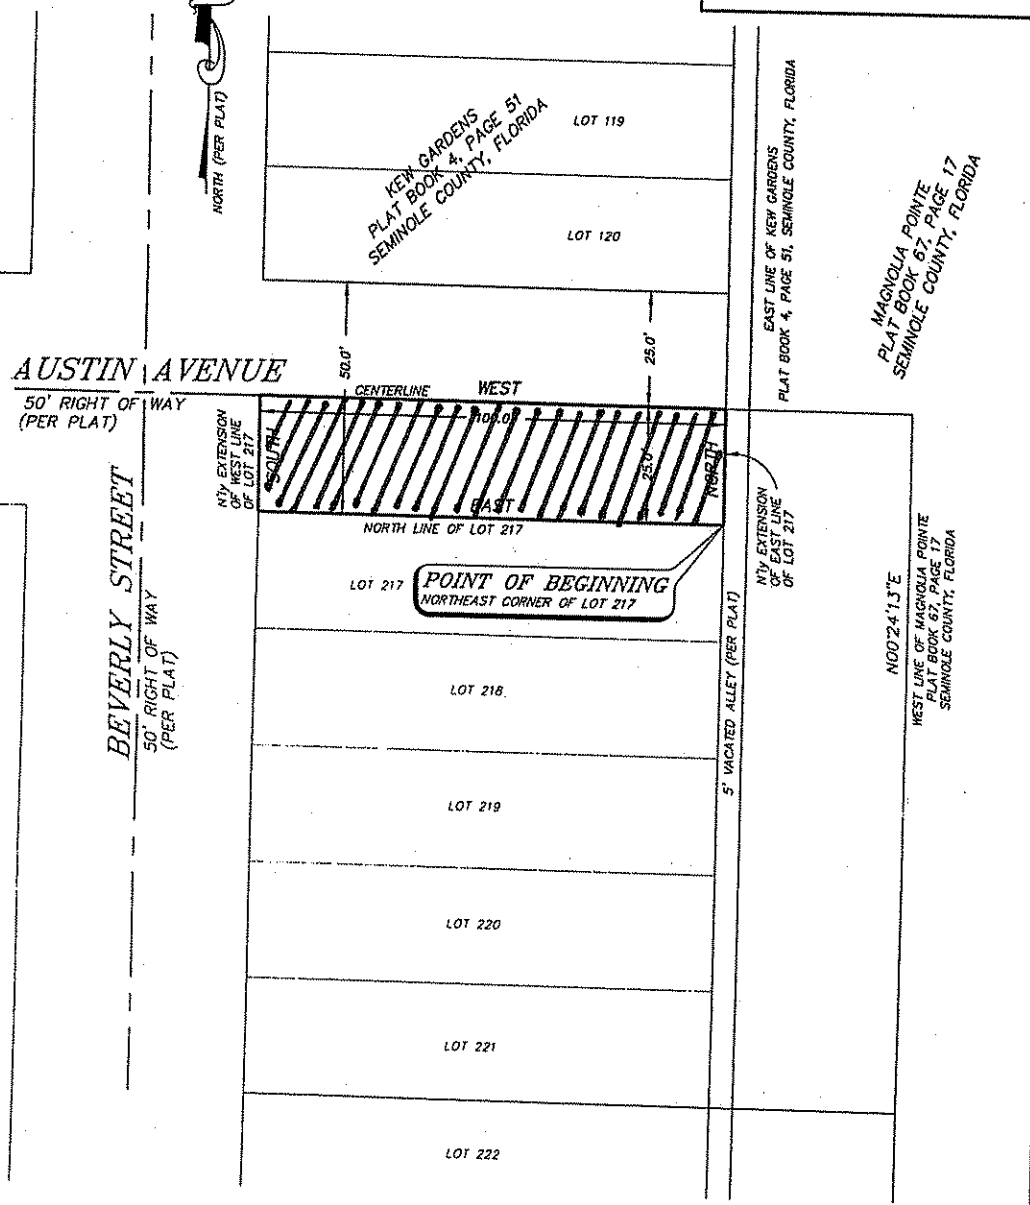 NORTH (PER PLAT)
KEW GARDENS
PLAT BOOK 4, PAGE 51
SEMINOLE COUNTY, FLORIDA
LOT 119
LOT 120
EAST LINE OF KEW GARDENS
PLAT BOOK 4, PAGE 51, SEMINOLE COUNTY, FLORIDA
MAGNOLIA POINTE
PLAT BOOK 67, PAGE 17
SEMINOLE COUNTY, FLORIDA
AUSTIN AVENUE
50' RIGHT OF WAY
(PER PLAT)
50.0'
25.0'
CENTERLINE
WEST
100.0'
N'ly EXTENSION
OF WEST LINE
OF LOT 217
SOUTH
25.0'
NORTH
EAST
NORTH LINE OF LOT 217
N'ly EXTENSION
OF EAST LINE
OF LOT 217
LOT 217
POINT OF BEGINNING
NORTHEAST CORNER OF LOT 217
BEVERLY STREET
50' RIGHT OF WAY
(PER PLAT)
5' VACATED ALLEY (PER PLAT)
N00°24'13"E
WEST LINE OF MAGNOLIA POINTE
PLAT BOOK 67, PAGE 17
SEMINOLE COUNTY, FLORIDA
LOT 218
LOT 219
LOT 220
LOT 221
LOT 222